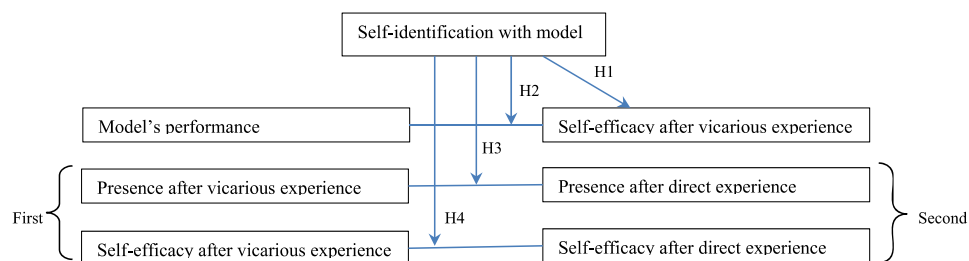 Self-identification with model
H1
H2
Model's performance
Self-efficacy after vicarious experience
H3
Presence after vicarious experience
Presence after direct experience
First
Second
H4
Self-efficacy after vicarious experience
Self-efficacy after direct experience